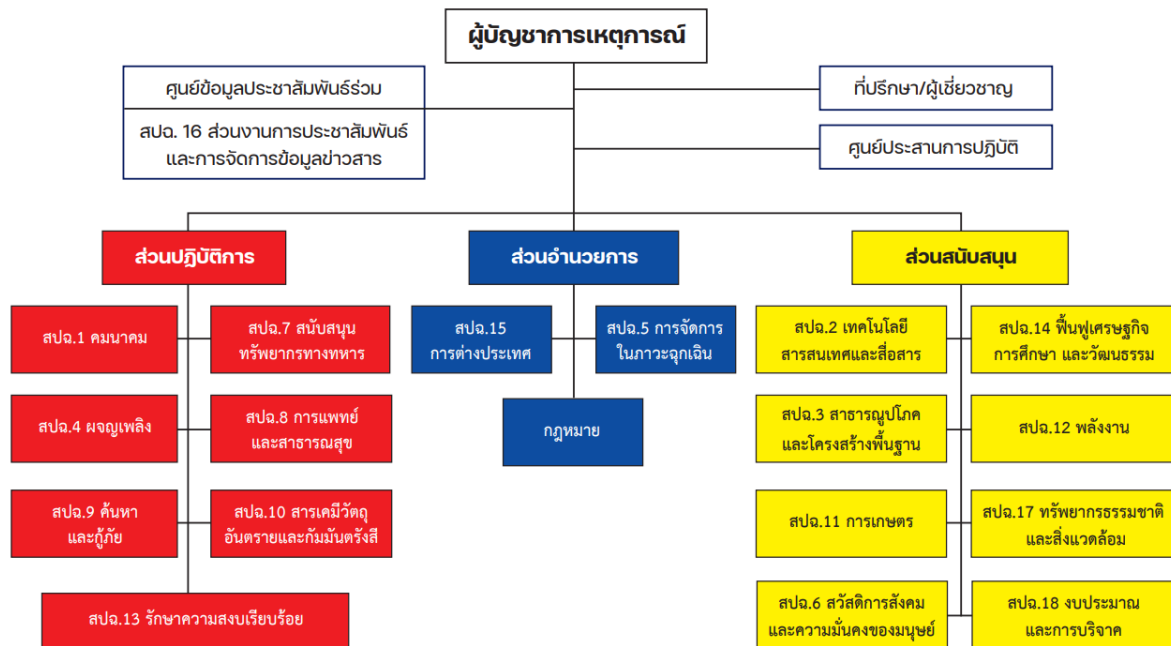 ผู้บัญชาการเหตุการณ์
ศูนย์ข้อมูลประชาสัมพันธ์ร่วม
สปฉ. 16 ส่วนงานการประชาสัมพันธ์
และการจัดการข้อมูลข่าวสาร
ที่ปรึกษา/ผู้เชี่ยวชาญ
ศูนย์ประสานการปฏิบัติ
ส่วนปฏิบัติการ
สปฉ.1 คมนาคม
สปฉ.7 สนับสนุน
ทรัพยากรทางทหาร
สปฉ.4 ผจญเพลิง
สปฉ.8 การแพทย์
และสาธารณสุข
สปฉ.9 ค้นหา
และกู้ภัย
สปฉ.10 สารเคมีวัตถุ
อันตรายและกัมมันตรังสี
สปฉ.13 รักษาความสงบเรียบร้อย
ส่วนอำนวยการ
สปฉ.15
การต่างประเทศ
สปฉ.5 การจัดการ
ในภาวะฉุกเฉิน
กฎหมาย
ส่วนสนับสนุน
สปฉ.2 เทคโนโลยี
สารสนเทศและสื่อสาร
สปฉ.14 ฟื้นฟูเศรษฐกิจ
การศึกษา และวัฒนธรรม
สปฉ.3 สาธารณูปโภค
และโครงสร้างพื้นฐาน
สปฉ.12 พลังงาน
สปฉ.11 การเกษตร
สปฉ.17 ทรัพยากรธรรมชาติ
และสิ่งแวดล้อม
สปฉ.6 สวัสดิการสังคม
และความมั่นคงของมนุษย์
สปฉ.18 งบประมาณ
และการบริจาค